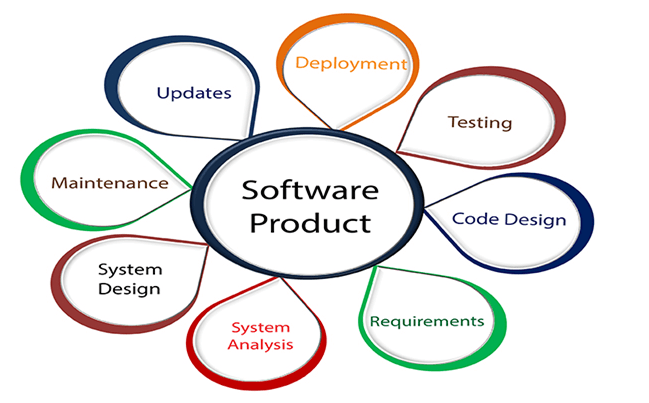 Deployment
Updates
Testing
Maintenance
Software
Product
Code Design
System
Design
Requirements
System
Analysis